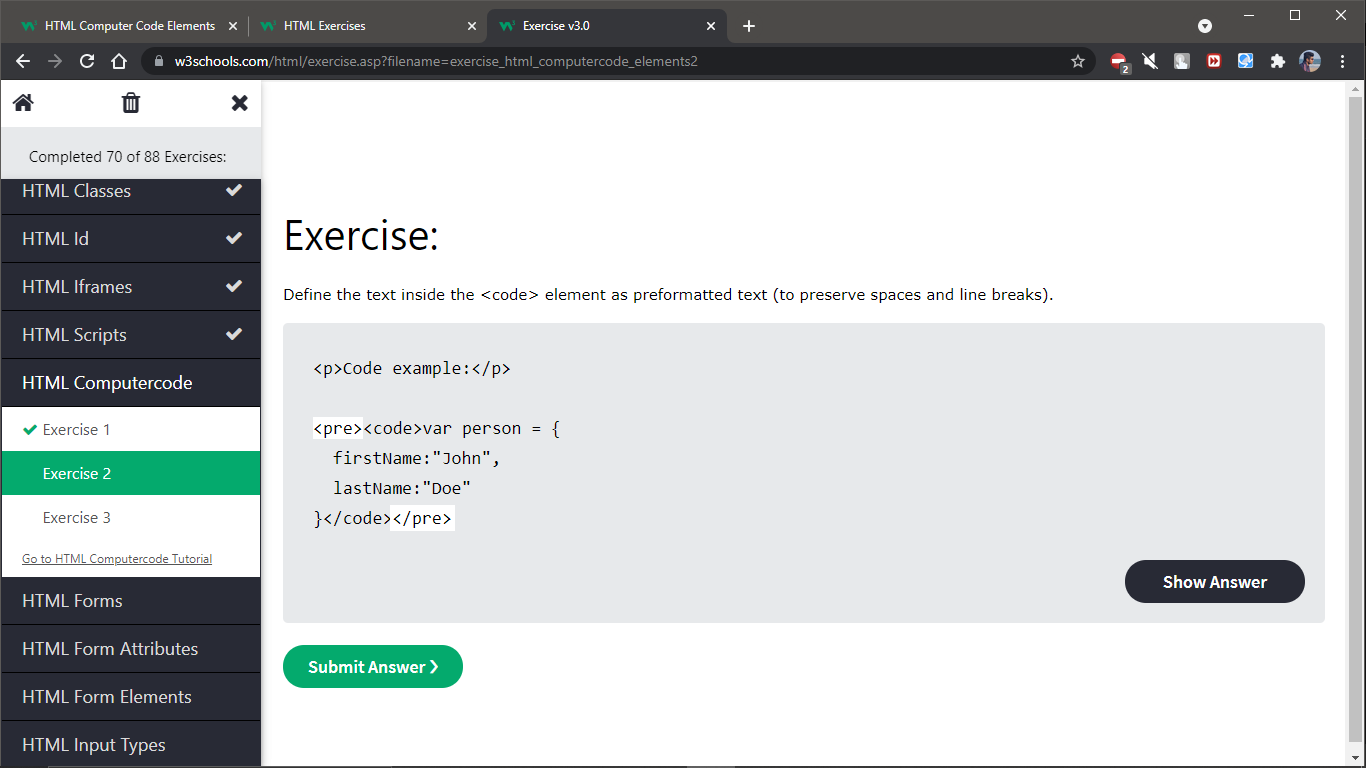 HTML Computer Code Elements
HTML Exercises
Exercise v3.0
w3schools.com/html/exercise.asp?filename=exercise_html_computercode_elements2
2
Completed 70 of 88 Exercises:
HTML Classes
HTML Id
HTML Iframes
HTML Scripts
HTML Computercode
Exercise 1
Exercise 2
Exercise 3
Go to HTML Computercode Tutorial
HTML Forms
HTML Form Attributes
HTML Form Elements
HTML Input Types
Exercise:
Define the text inside the <code> element as preformatted text (to preserve spaces and line breaks).
<p>Code example:</p>
<pre><code>var person = {
  firstName:"John",
  lastName:"Doe"
}</code></pre>
Show Answer
Submit Answer ❯